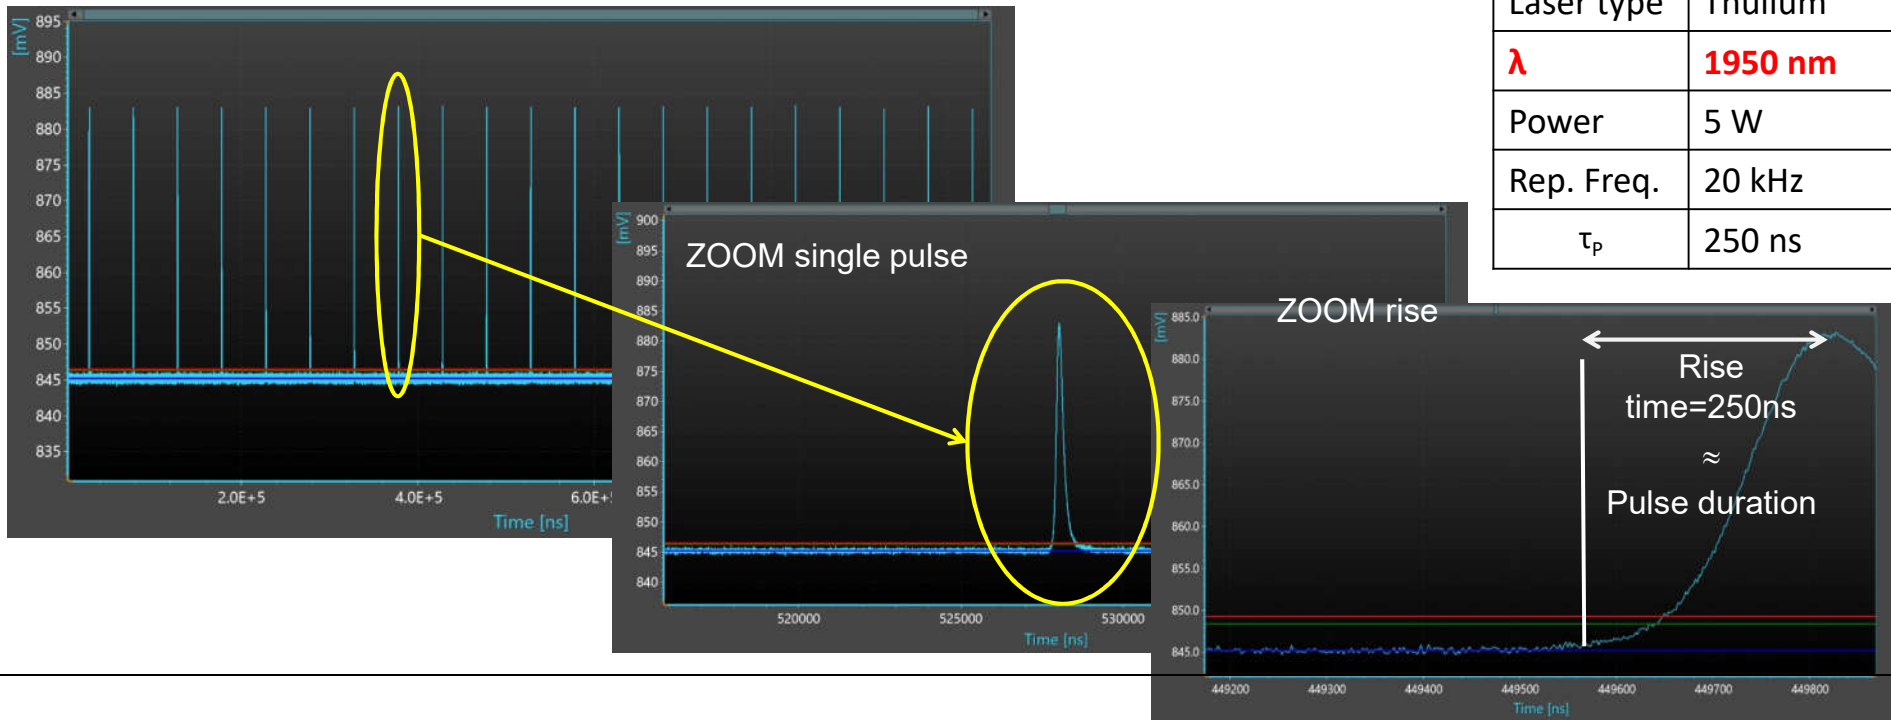 [mV]
895
890
885
880
875
870
865
860
855
850
845
840
835
2.0E+5
4.0E+5
Time [ns]
[mV]
900
895
890
885
880
875
870
865
860
855
850
845
840
ZOOM single pulse
520000
525000
530000
Time [ns]
Laser type Thulium
λ 1950 nm
Power 5 W
Rep. Freq. 20 kHz
τP 250 ns
[mV]
885.0
880.0
875.0
870.0
865.0
860.0
855.0
850.0
845.0
ZOOM rise
Rise
time=250ns
≈
Pulse duration
449200
449300
449400
449500
449600
449700
449800
Time [ns]